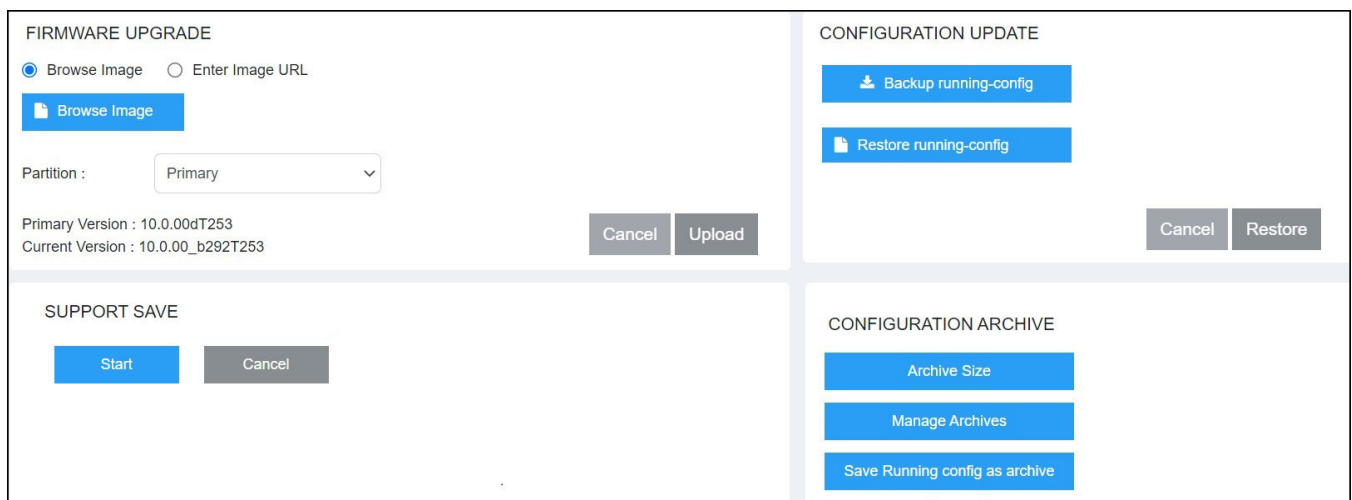 FIRMWARE UPGRADE
Browse Image Enter Image URL
Browse Image
Partition : Primary
Primary Version : 10.0.00dT253
Current Version : 10.0.00_b292T253
Cancel Upload
CONFIGURATION UPDATE
Backup running-config
Restore running-config
Cancel Restore
SUPPORT SAVE
Start Cancel
CONFIGURATION ARCHIVE
Archive Size
Manage Archives
Save Running config as archive